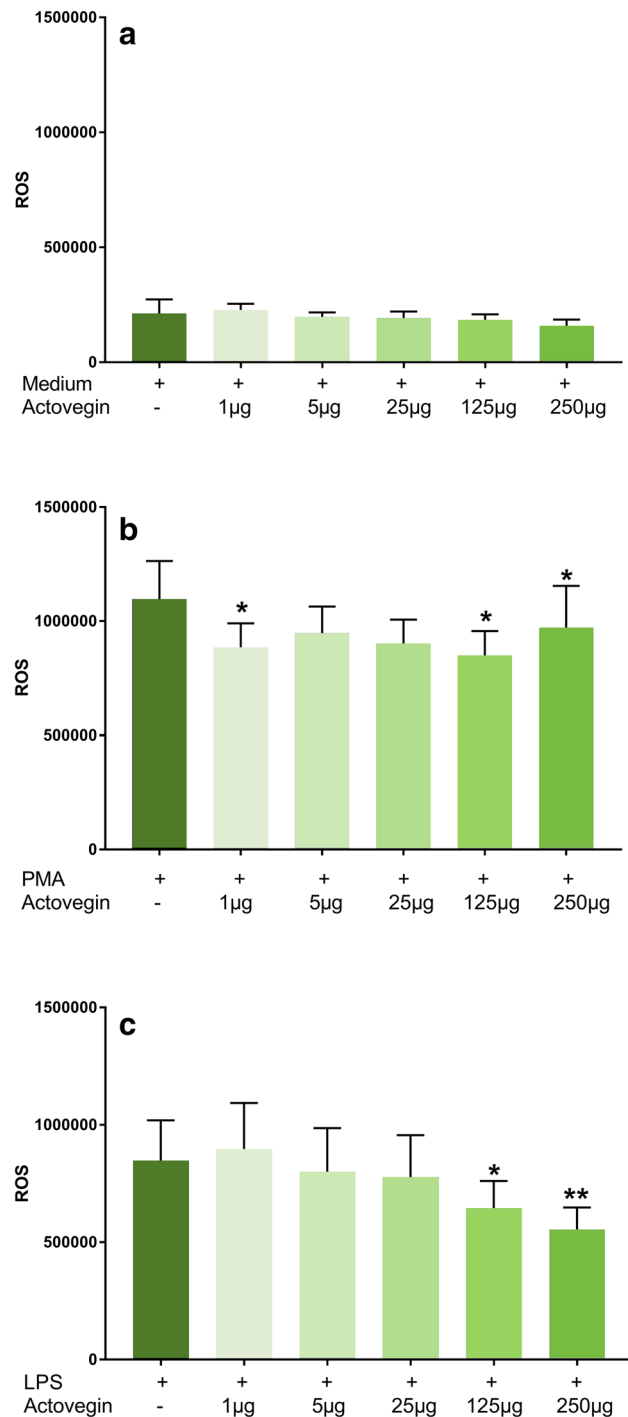 a
1500000
1000000
500000
0
ROS
Medium + + + + + +
Actovegin - 1µg 5µg 25µg 125µg 250µg
b
1500000
1000000
500000
0
ROS
* * *
PMA + + + + + +
Actovegin - 1µg 5µg 25µg 125µg 250µg
c
1500000
1000000
500000
0
ROS
* **
LPS + + + + + +
Actovegin - 1µg 5µg 25µg 125µg 250µg